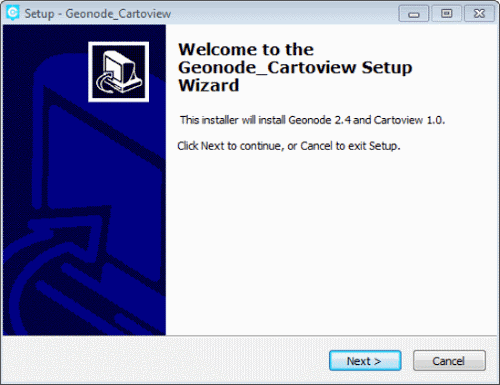 Setup - Geonode_Cartoview
Welcome to the
Geonode_Cartoview Setup
Wizard
This installer will install Geonode 2.4 and Cartoview 1.0.
Click Next to continue, or Cancel to exit Setup.
Next >
Cancel